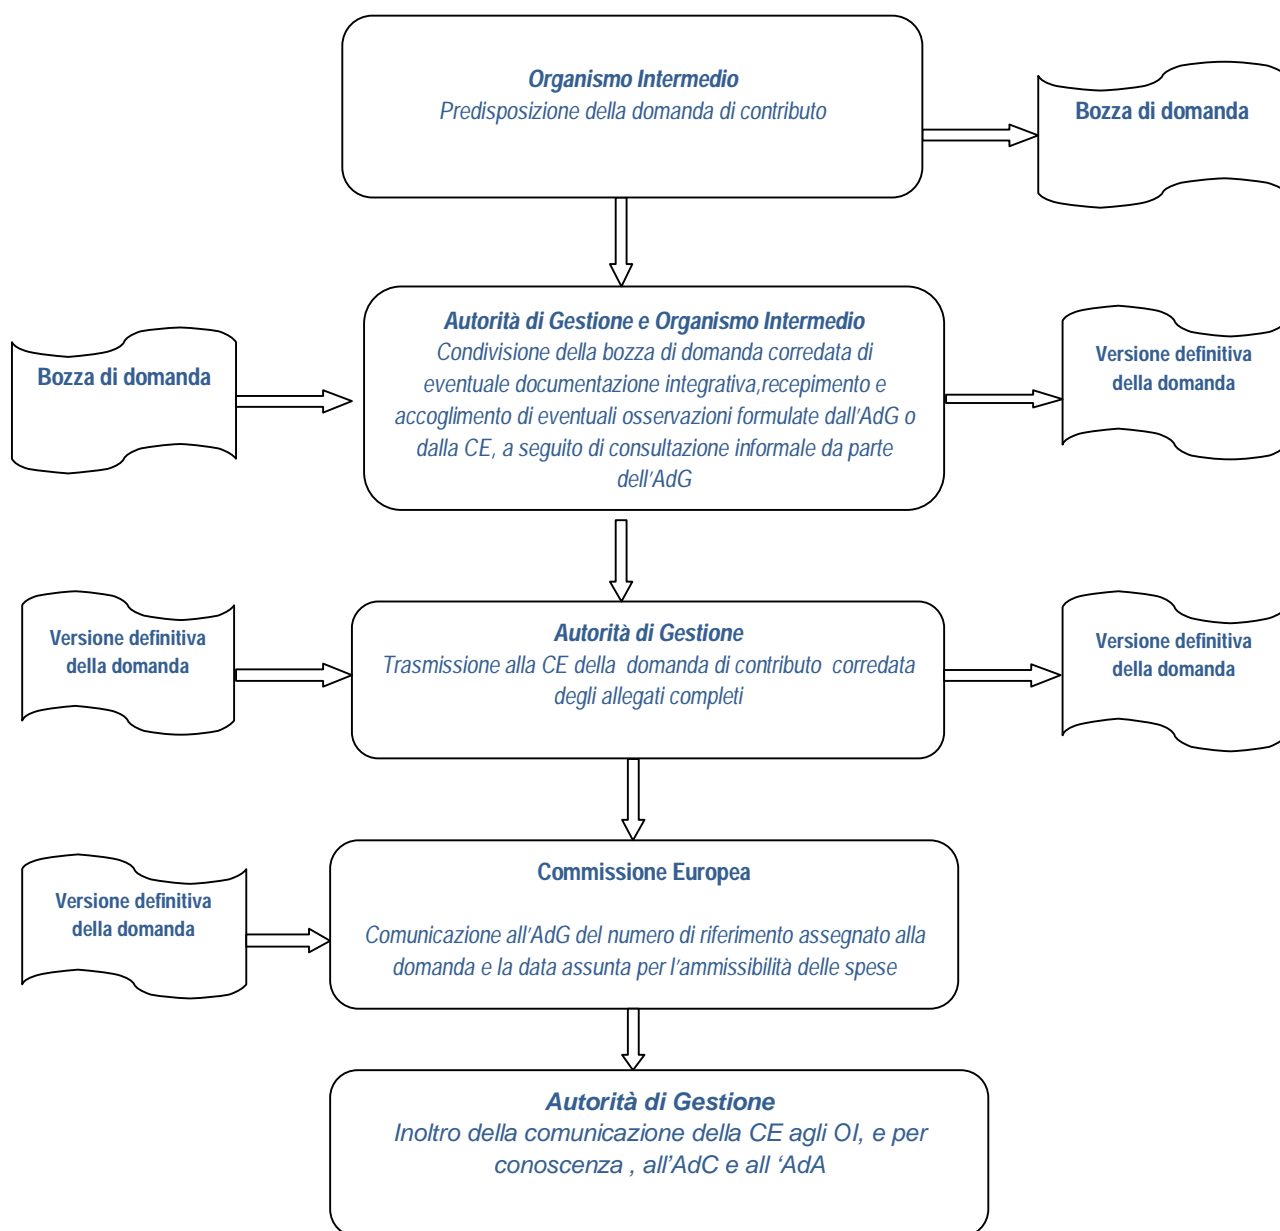 Organismo Intermedio
Predisposizione della domanda di contributo
Bozza di domanda
Bozza di domanda
Autorità di Gestione e Organismo Intermedio
Condivisione della bozza di domanda corredata di
eventuale documentazione integrativa,recepimento e
accoglimento di eventuali osservazioni formulate dall'AdG o
dalla CE, a seguito di consultazione informale da parte
dell'AdG
Versione definitiva
della domanda
Versione definitiva
della domanda
Autorità di Gestione
Trasmissione alla CE della  domanda di contributo  corredata
degli allegati completi
Versione definitiva
della domanda
Versione definitiva
della domanda
Commissione Europea
Comunicazione all'AdG del numero di riferimento assegnato alla
domanda e la data assunta per l'ammissibilità delle spese
Autorità di Gestione
Inoltro della comunicazione della CE agli OI, e per
conoscenza , all'AdC e all 'AdA